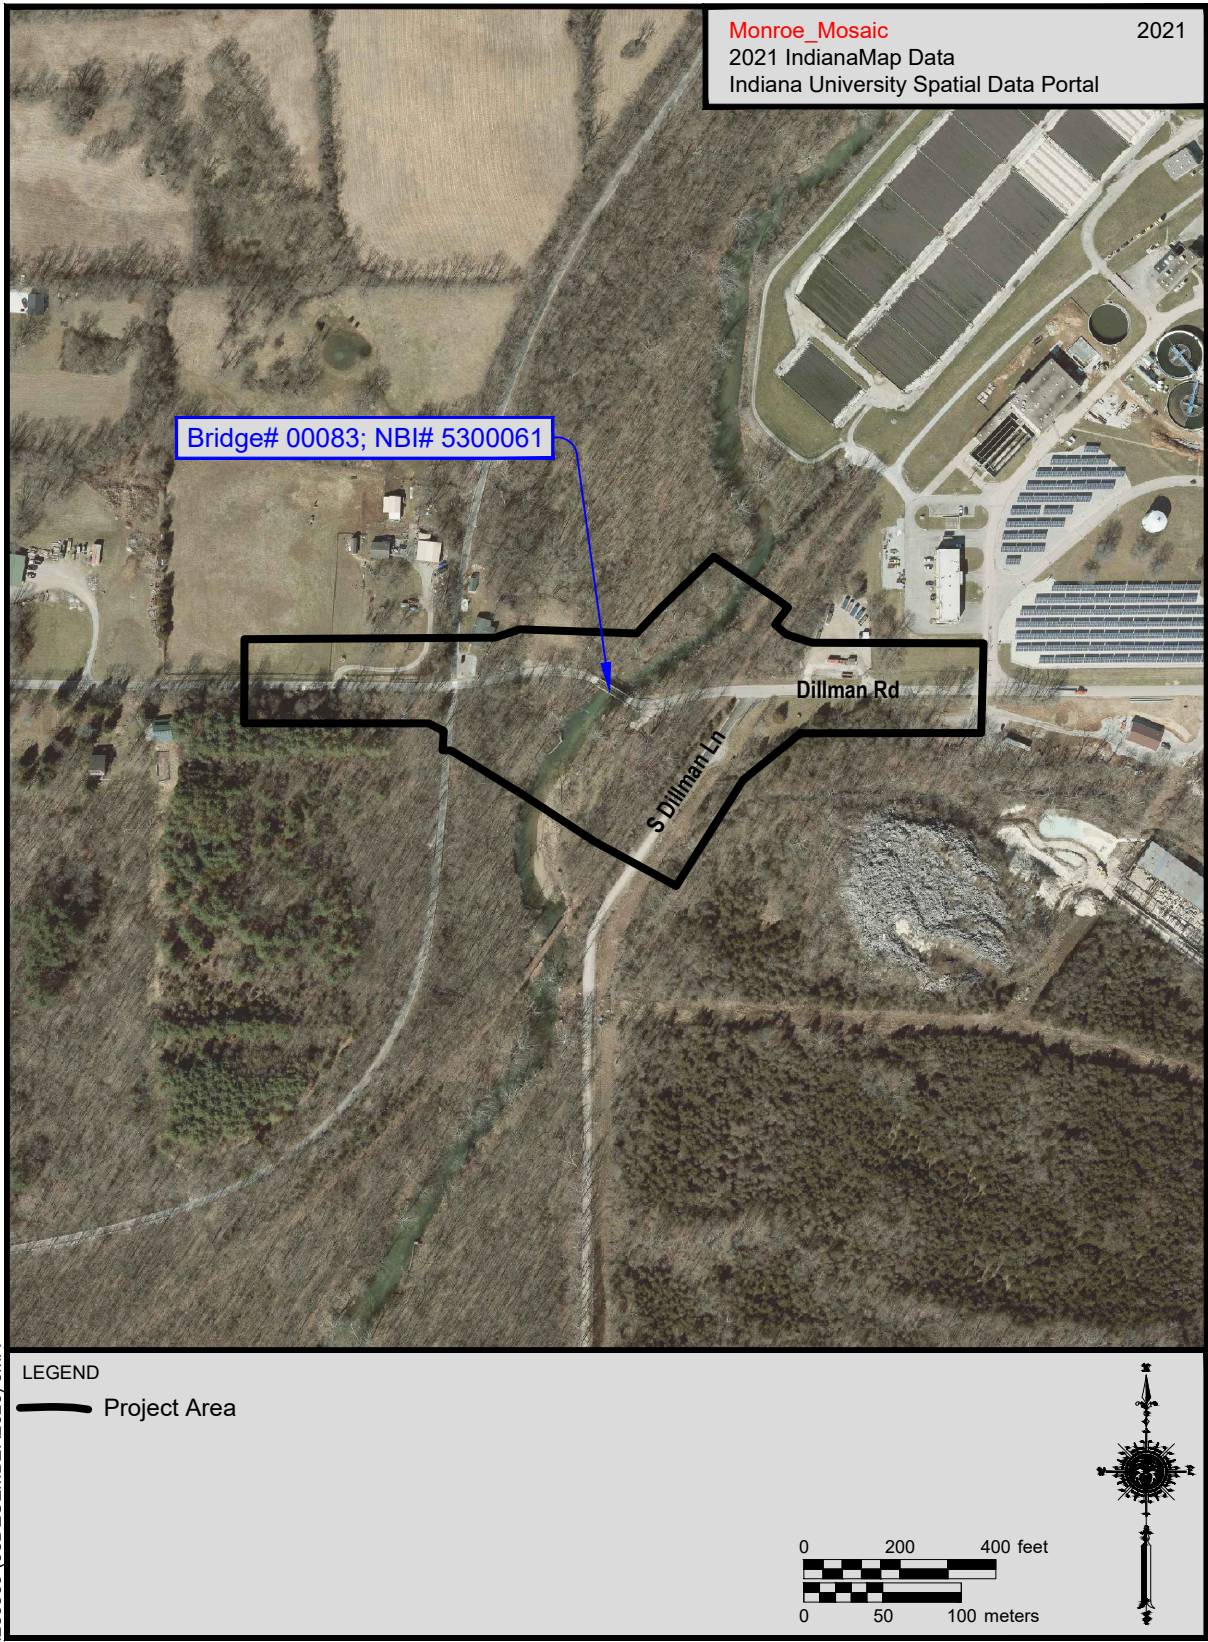 Monroe_Mosaic 2021
2021 IndianaMap Data
Indiana University Spatial Data Portal
Bridge# 00083; NBI# 5300061
Dillman Rd
S Dillman Ln
LEGEND
Project Area
0 200 400 feet
0 50 100 meters